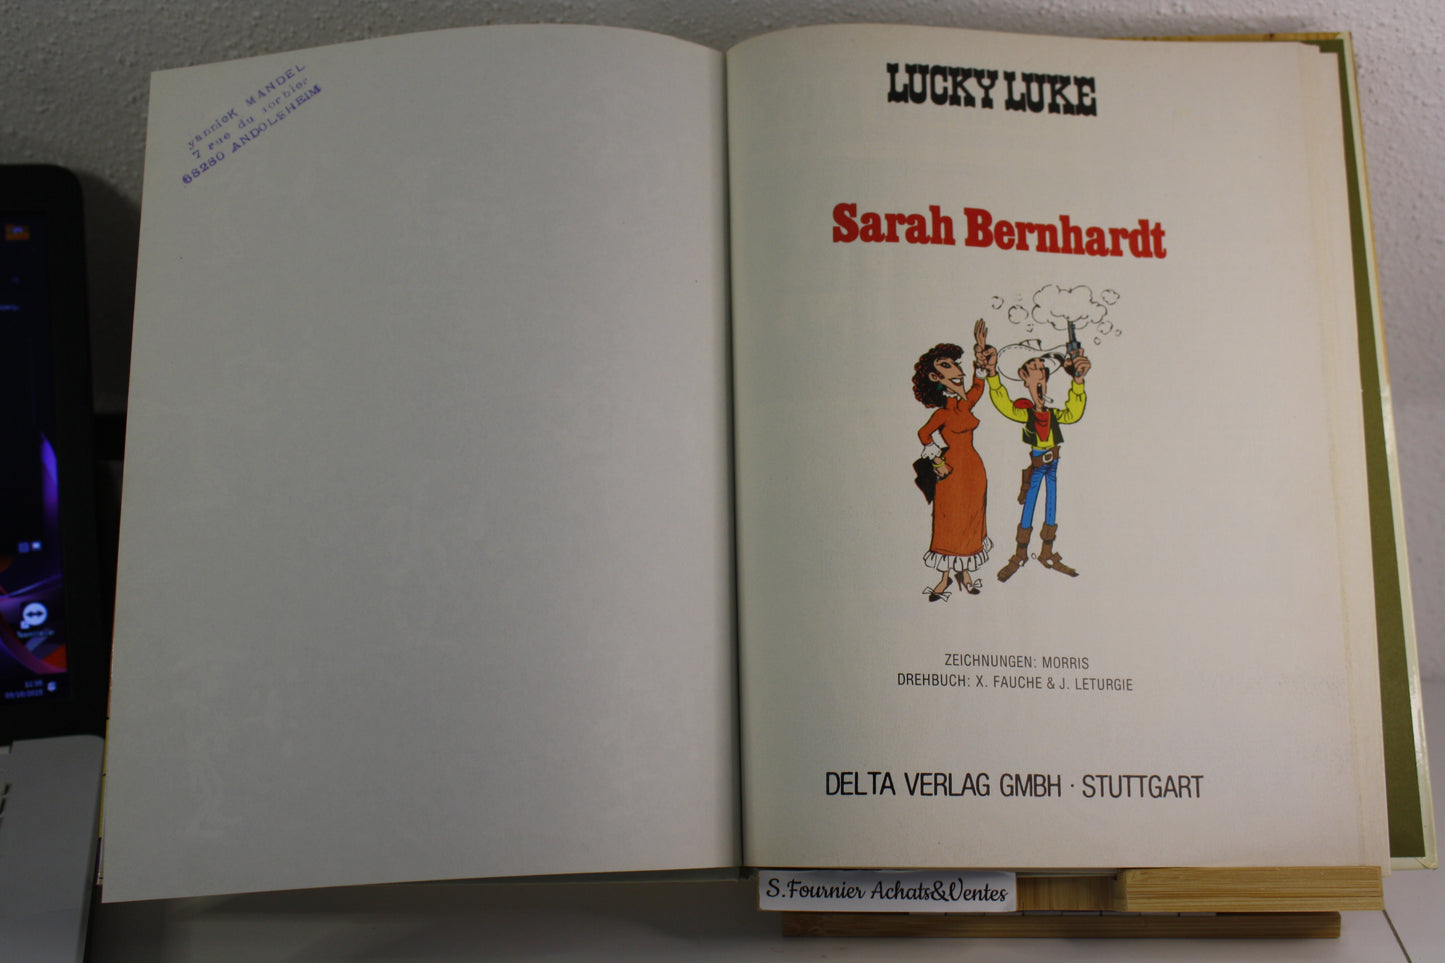 yannicK MANDEL
7 rue du sorbier
68280 ANDOLSHEIM
LUCKY LUKE
Sarah Bernhardt
ZEICHNUNGEN: MORRIS
DREHBUCH: X. FAUCHE & J. LETURGIE
DELTA VERLAG GMBH · STUTTGART
S.Fournier Achats&Ventes